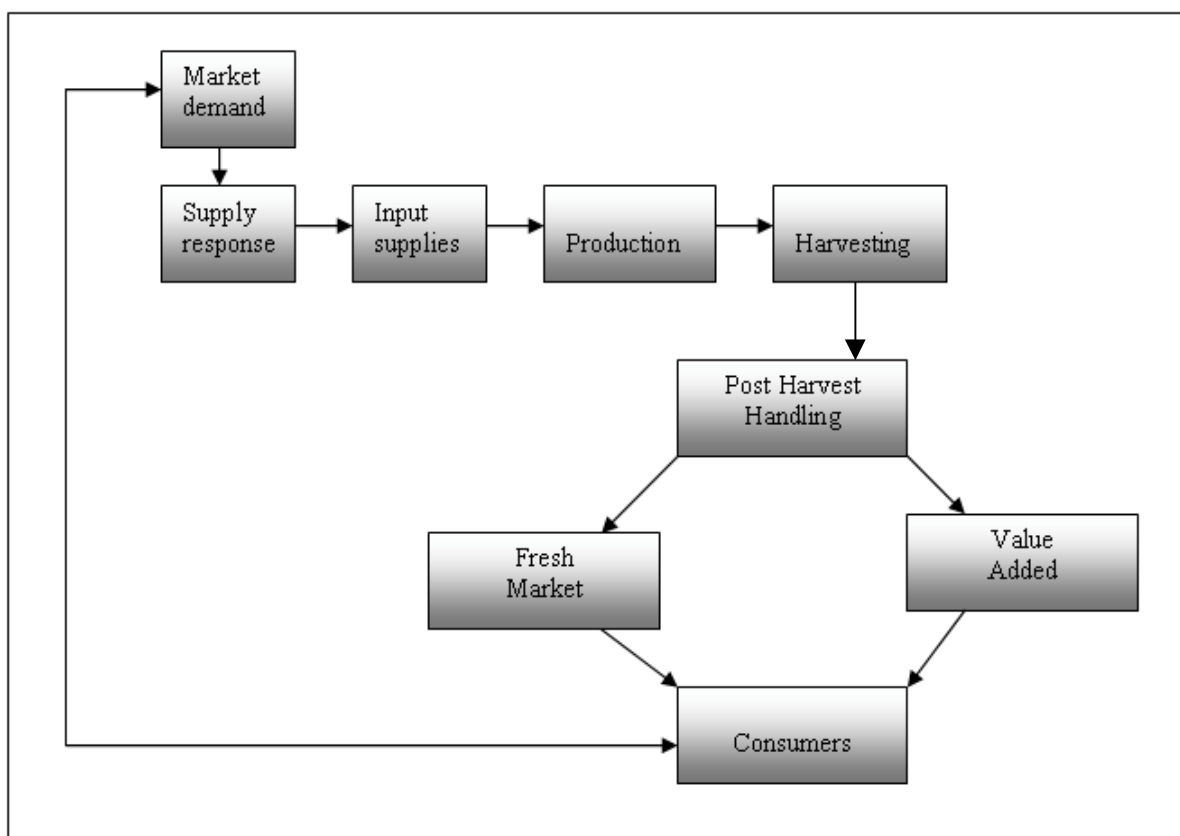 Market
demand
Supply
response
Input
supplies
Production
Harvesting
Post Harvest
Handling
Fresh
Market
Value
Added
Consumers